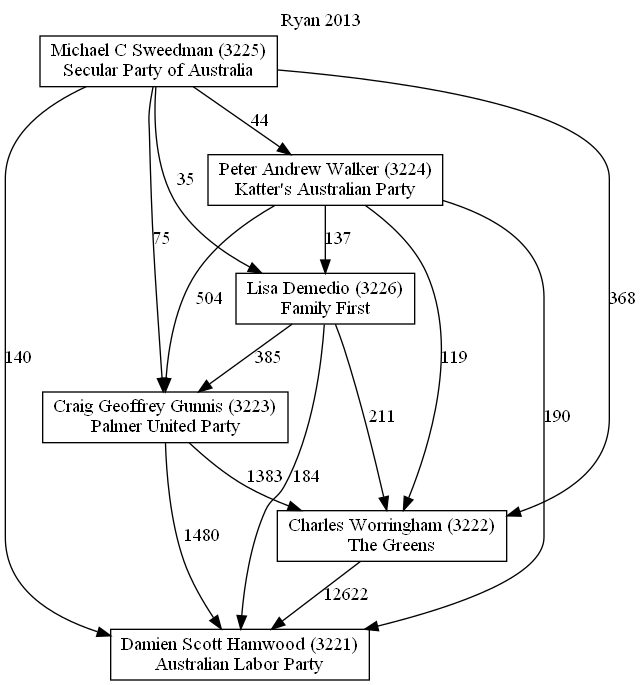 Ryan 2013
Michael C Sweedman (3225)
Secular Party of Australia
44
Peter Andrew Walker (3224)
Katter's Australian Party
35
75
137
Lisa Demedio (3226)
Family First
504
368
140
385
119
Craig Geoffrey Gunnis (3223)
Palmer United Party
211
190
1383
184
Charles Worringham (3222)
The Greens
1480
12622
Damien Scott Hamwood (3221)
Australian Labor Party